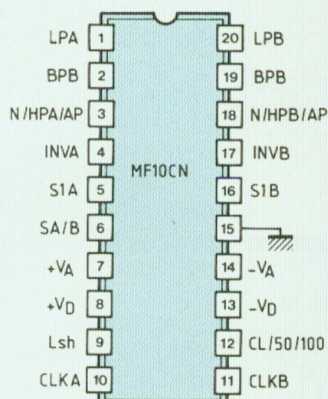 LPA 1 20 LPB
BPB 2 19 BPB
N/HPA/AP 3 18 N/HPB/AP
INVA 4 17 INVB
MF10CN
S1A 5 16 S1B
SA/B 6 15
+VA 7 14 -VA
+VD 8 13 -VD
Lsh 9 12 CL/50/100
CLKA 10 11 CLKB